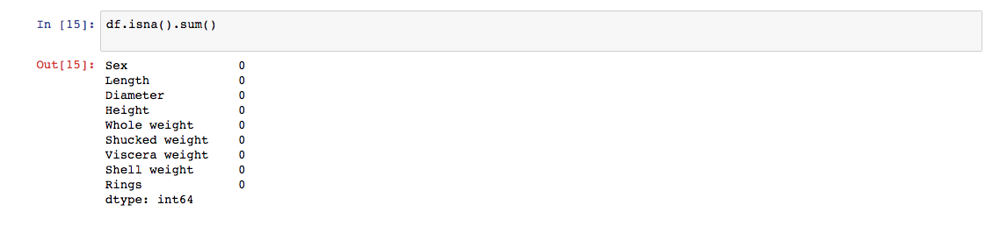 In [15]: df.isna().sum()
Out[15]: Sex 0
Length 0
Diameter 0
Height 0
Whole weight 0
Shucked weight 0
Viscera weight 0
Shell weight 0
Rings 0
dtype: int64